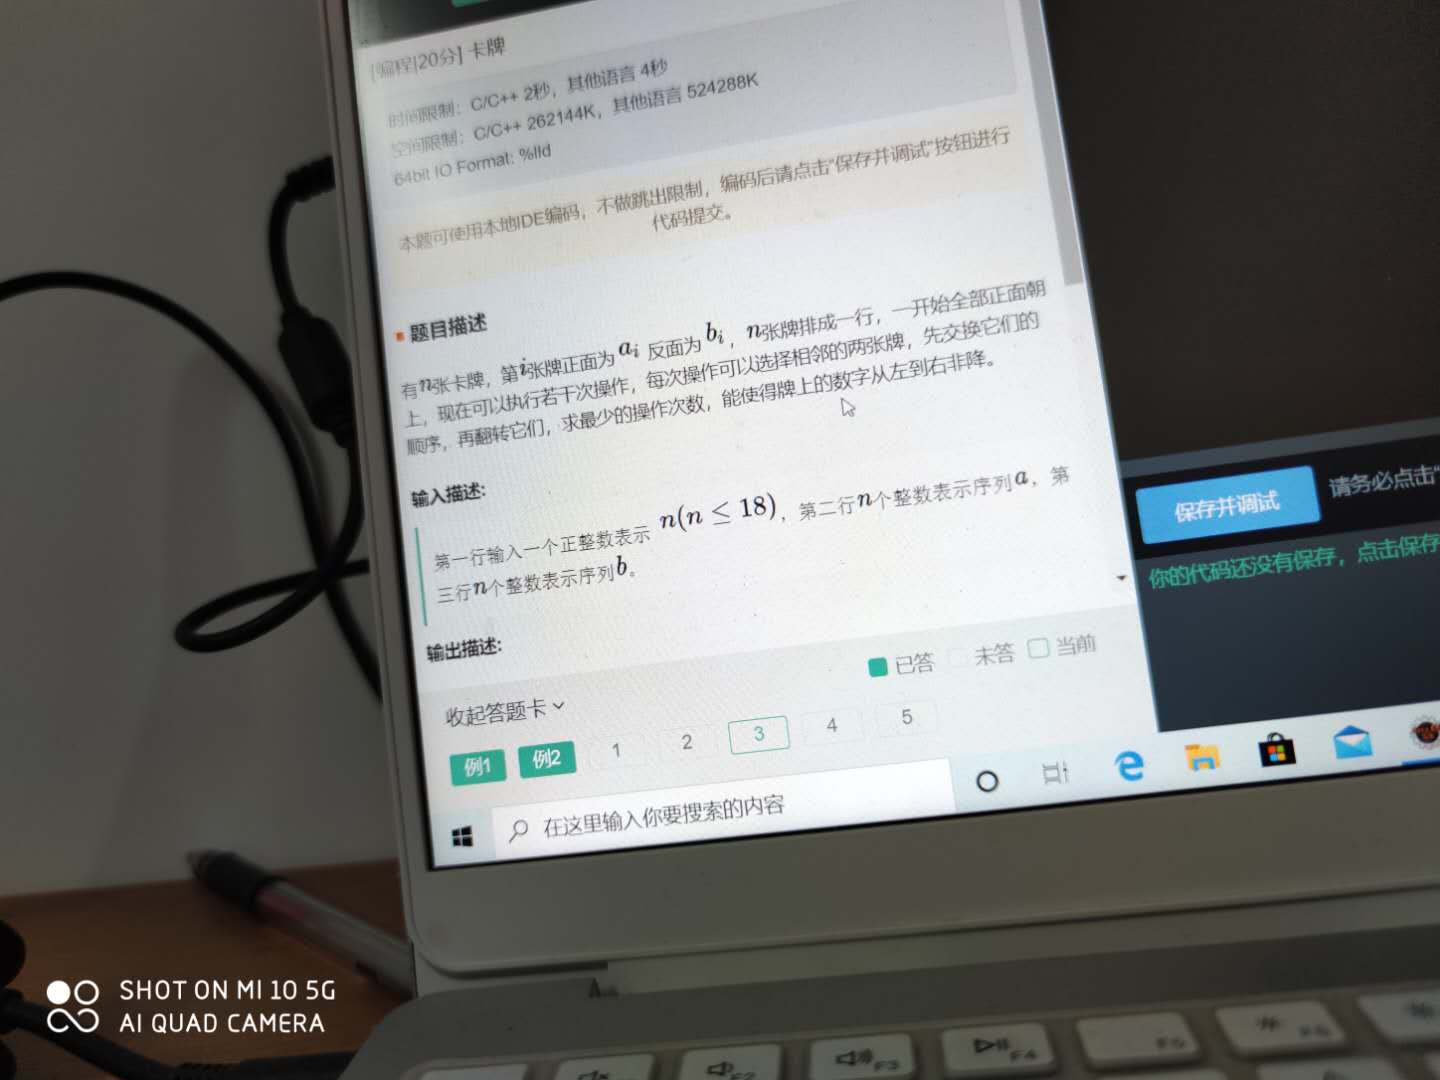 [编程|20分] 卡牌
时间限制：C/C++ 2秒，其他语言 4秒
空间限制：C/C++ 262144K，其他语言 524288K
64bit IO Format: %lld
本题可使用本地IDE编码，不做跳出限制，编码后请点击“保存并调试”按钮进行
代码提交。
题目描述
有n张卡牌，第i张牌正面为 ai 反面为 bi，n张牌排成一行，一开始全部正面朝
上，现在可以执行若干次操作，每次操作可以选择相邻的两张牌，先交换它们的
顺序，再翻转它们，求最少的操作次数，能使得牌上的数字从左到右非降。
输入描述:
第一行输入一个正整数表示 n(n ≤ 18)，第二行n个整数表示序列a，第
三行n个整数表示序列b。
输出描述:
已答 未答 当前
收起答题卡
例1 例2 1 2 3 4 5
保存并调试 请务必点击“
你的代码还没有保存，点击保存
在这里输入你要搜索的内容
SHOT ON MI 10 5G
AI QUAD CAMERA
F2 F3 F4 F5 F6